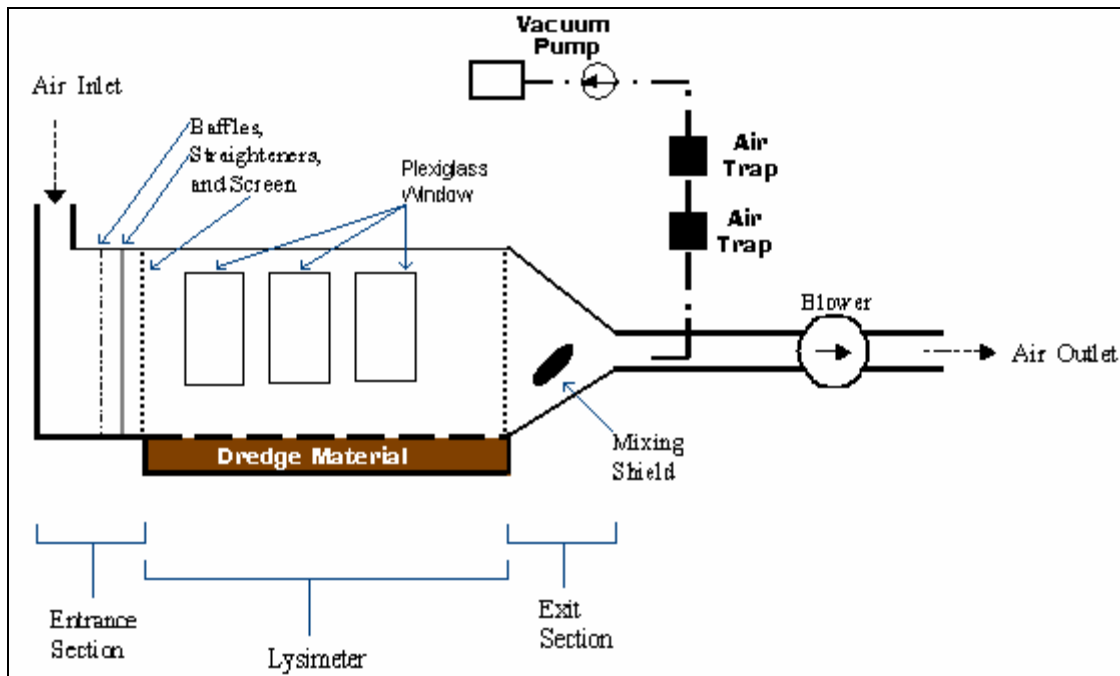 Vacuum
Pump
Air Inlet
Baffles,
Straighteners,
and Screen
Plexiglass
Window
Air
Trap
Air
Trap
Blower
Air Outlet
Mixing
Shield
Dredge Material
Entrance
Section
Lysimeter
Exit
Section